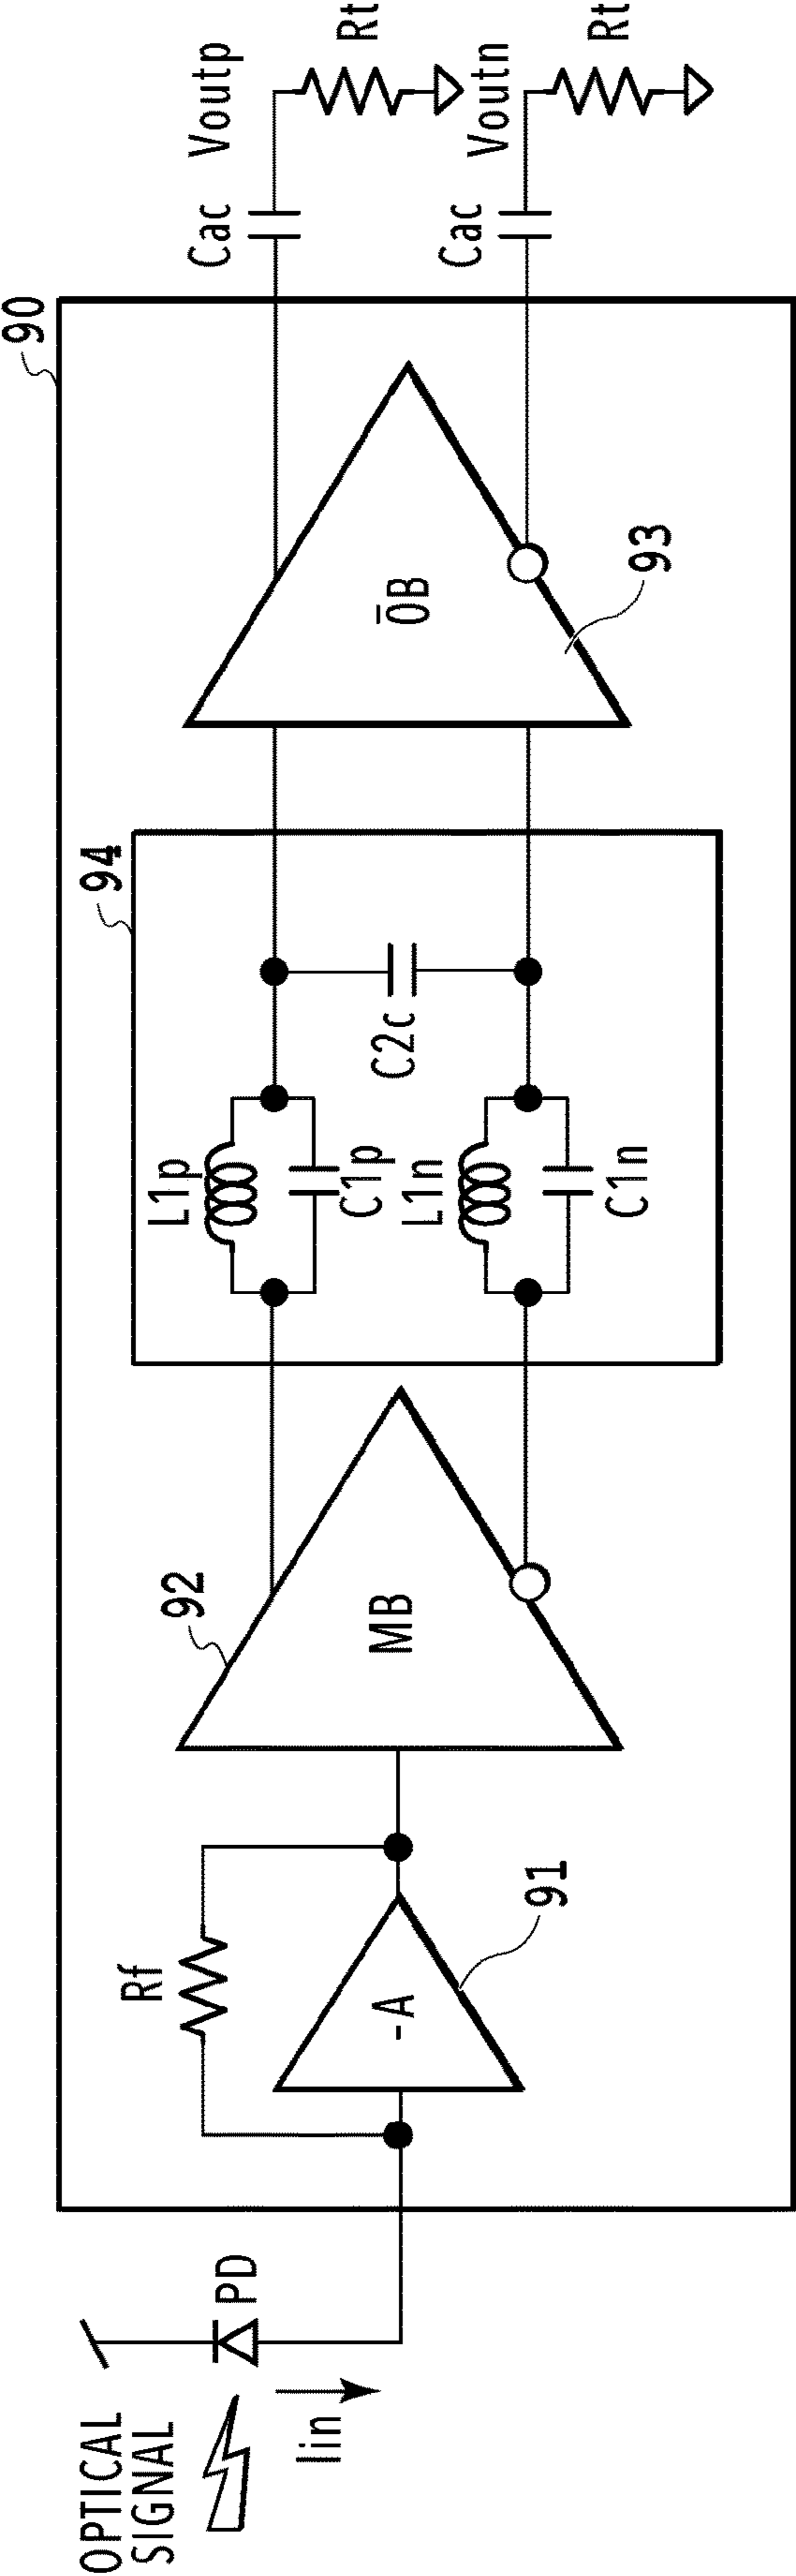 OPTICAL
SIGNAL
Iin
PD
Rf
-A
91
92
MB
94
L1p
C1p
L1n
C1n
C2c
O̅B
93
90
Cac
Voutp
Rt
Cac
Voutn
Rt